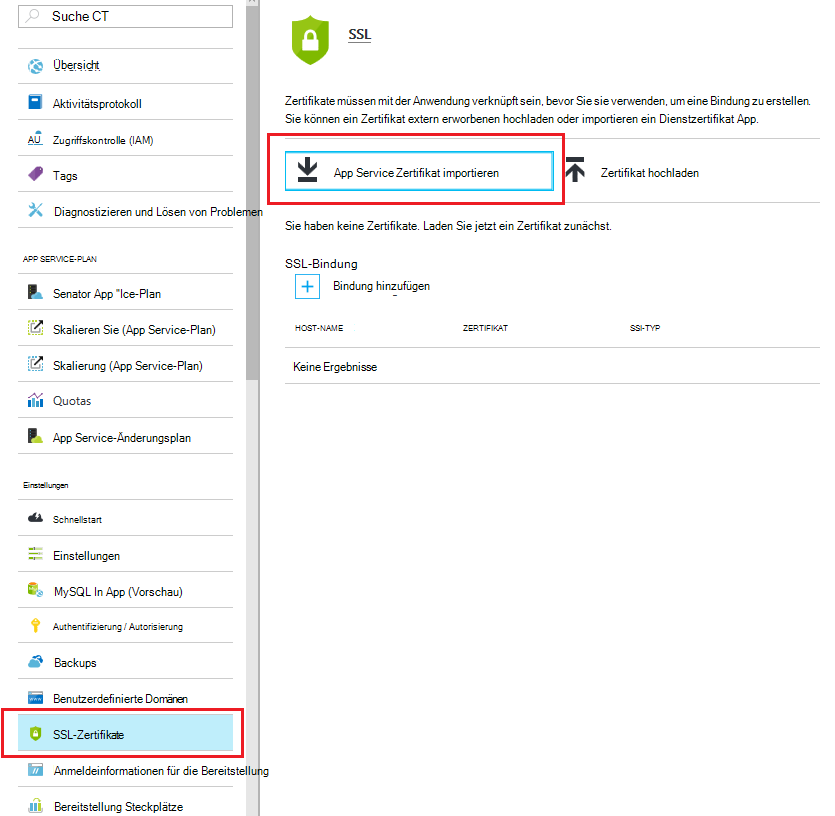 Suche CT
Übersicht
Aktivitätsprotokoll
AU
Zugriffskontrolle (IAM)
Tags
Diagnostizieren und Lösen von Problemen
APP SERVICE-PLAN
Senator App "Ice-Plan
Skalieren Sie (App Service-Plan)
Skalierung (App Service-Plan)
Quotas
App Service-Änderungsplan
Einstellungen
Schnellstart
Einstellungen
MySQL In App (Vorschau)
Authentifizierung / Autorisierung
Backups
Benutzerdefinierte Domänen
SSL-Zertifikate
Anmeldeinformationen für die Bereitstellung
Bereitstellung Steckplätze
SSL
Zertifikate müssen mit der Anwendung verknüpft sein, bevor Sie sie verwenden, um eine Bindung zu erstellen.
Sie können ein Zertifikat extern erworbenen hochladen oder importieren ein Dienstzertifikat App.
App Service Zertifikat importieren
Zertifikat hochladen
Sie haben keine Zertifikate. Laden Sie jetzt ein Zertifikat zunächst.
SSL-Bindung
Bindung hinzufügen
HOST-NAME ZERTIFIKAT SSl-TYP
Keine Ergebnisse